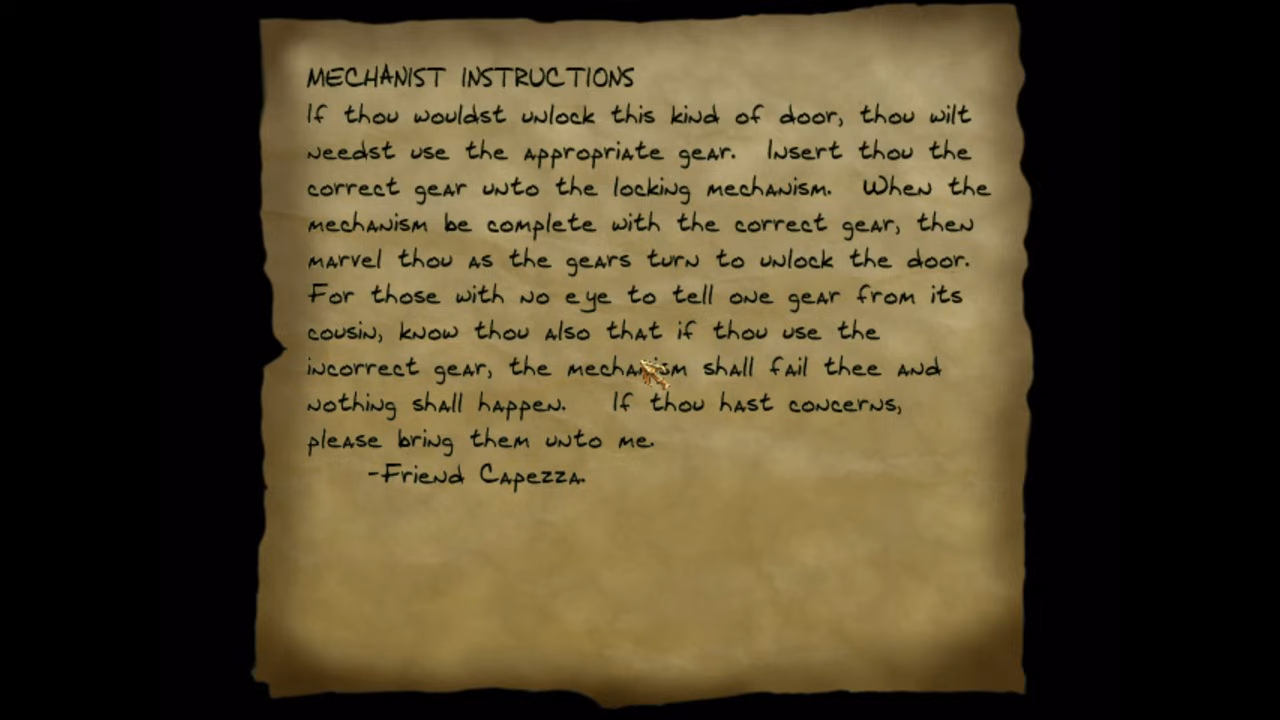 MECHANIST INSTRUCTIONS
If thou wouldst unlock this kind of door, thou wilt
needst use the appropriate gear. Insert thou the
correct gear unto the locking mechanism. When the
mechanism be complete with the correct gear, then
marvel thou as the gears turn to unlock the door.
For those with no eye to tell one gear from its
cousin, know thou also that if thou use the
incorrect gear, the mechanism shall fail thee and
nothing shall happen. If thou hast concerns,
please bring them unto me.
-Friend Capezza.